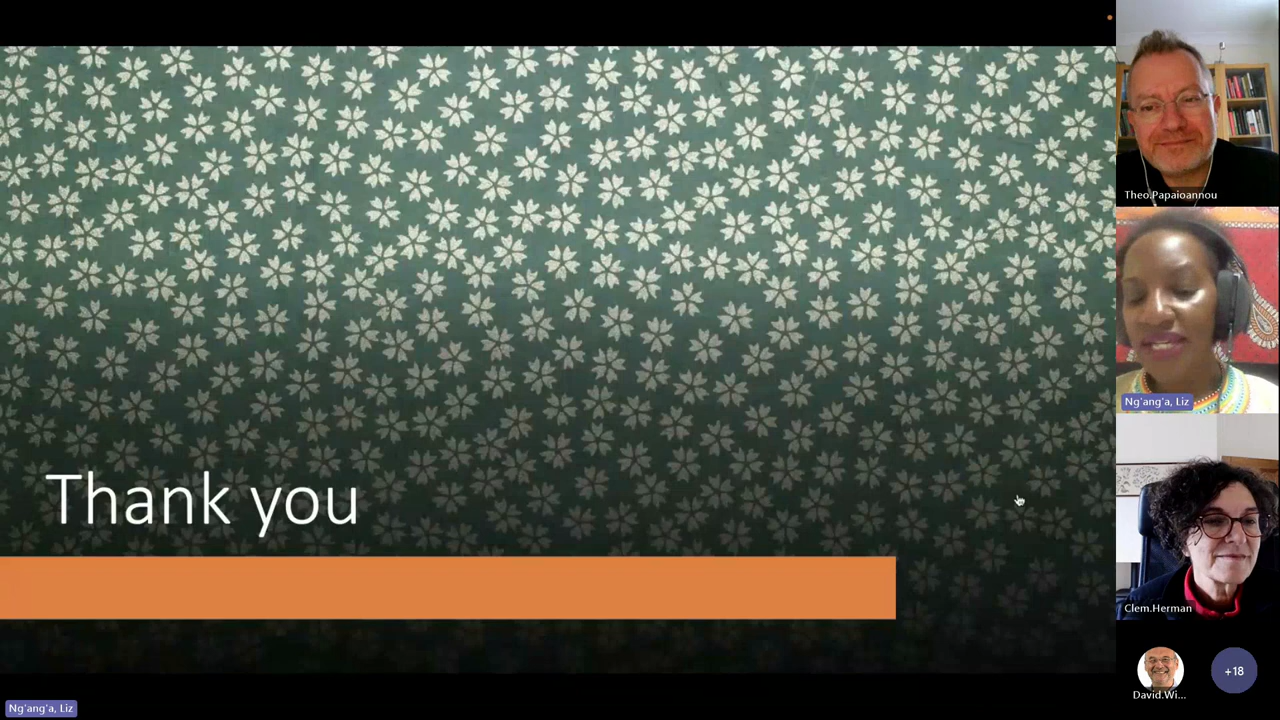 Thank you
Ng'ang'a, Liz
Theo.Papaioannou
Ng'ang'a, Liz
Clem.Herman
David.Wi...
+18